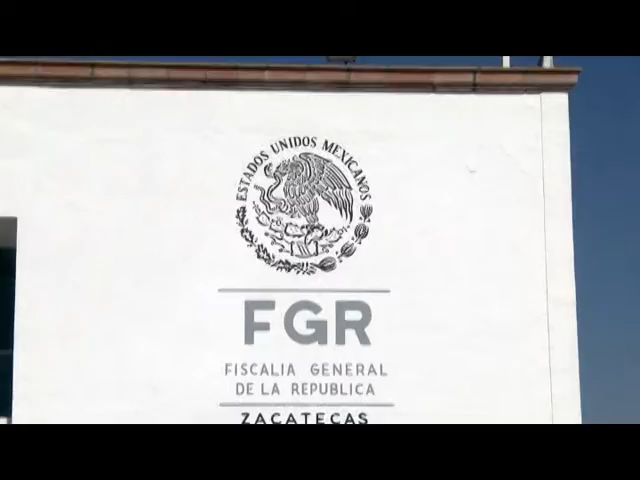 ESTADOS UNIDOS MEXICANOS
FGR
FISCALIA GENERAL
DE LA REPUBLICA
ZACATECAS